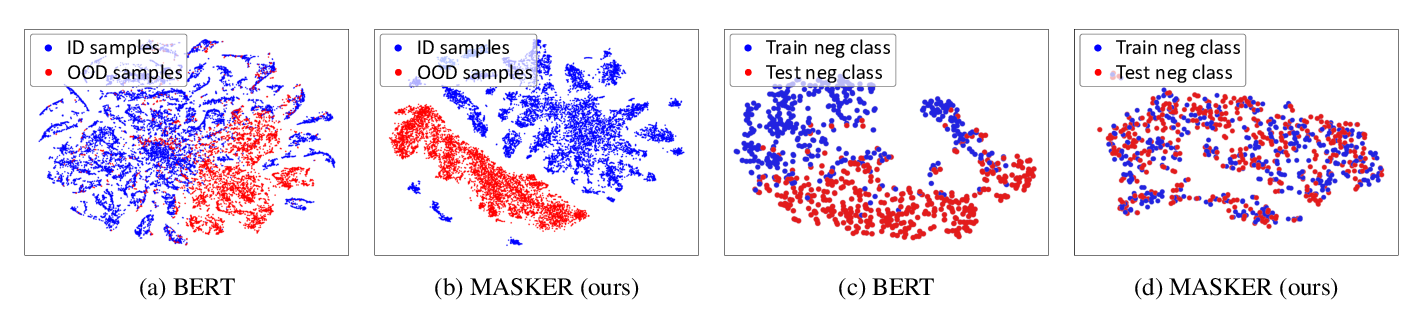 ID samples
OOD samples
ID samples
OOD samples
Train neg class
Test neg class
Train neg class
Test neg class
(a) BERT
(b) MASKER (ours)
(c) BERT
(d) MASKER (ours)